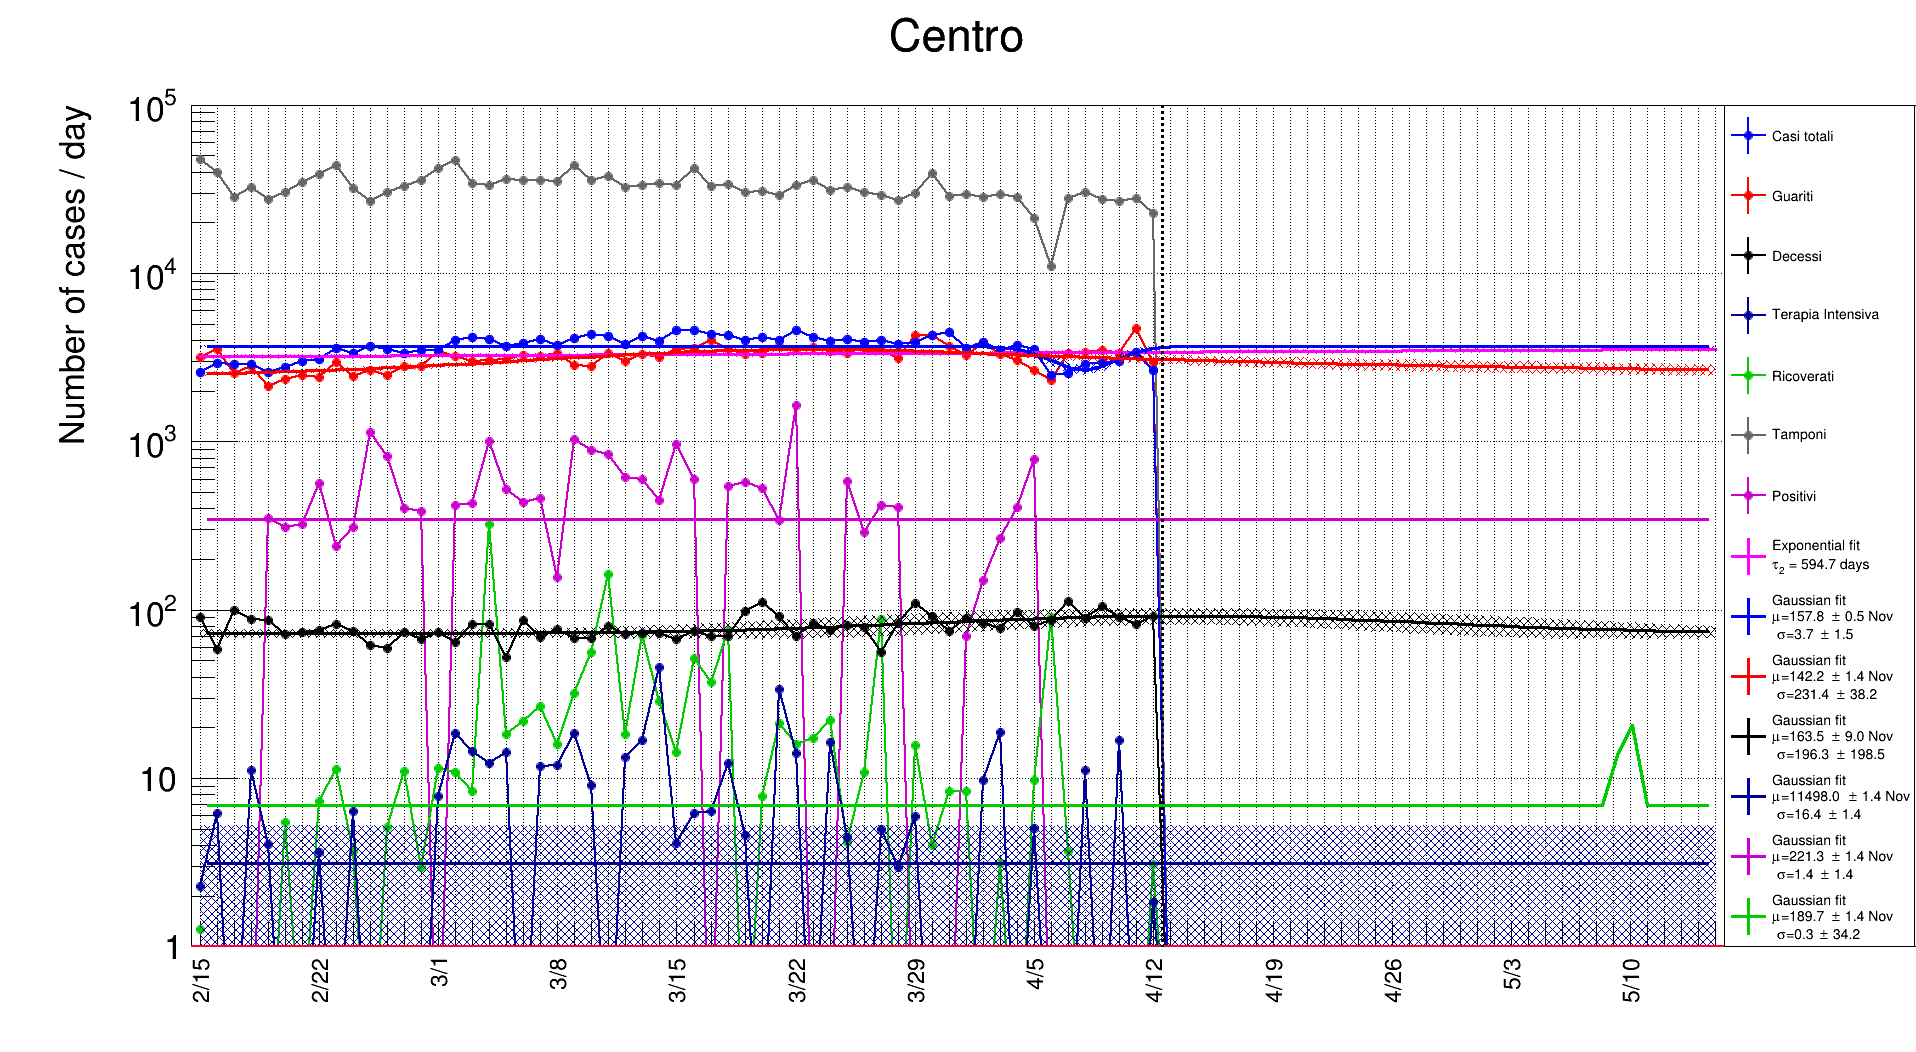 Centro
Number of cases / day
10^5
10^4
10^3
10^2
10
1
2/15
2/22
3/1
3/8
3/15
3/22
3/29
4/5
4/12
4/19
4/26
5/3
5/10
Casi totali
Guariti
Decessi
Terapia Intensiva
Ricoverati
Tamponi
Positivi
Exponential fit
τ2 = 594.7 days
Gaussian fit
μ=157.8 ± 0.5 Nov
σ=3.7 ± 1.5
Gaussian fit
μ=142.2 ± 1.4 Nov
σ=231.4 ± 38.2
Gaussian fit
μ=163.5 ± 9.0 Nov
σ=196.3 ± 198.5
Gaussian fit
μ=11498.0 ± 1.4 Nov
σ=16.4 ± 1.4
Gaussian fit
μ=221.3 ± 1.4 Nov
σ=1.4 ± 1.4
Gaussian fit
μ=189.7 ± 1.4 Nov
σ=0.3 ± 34.2